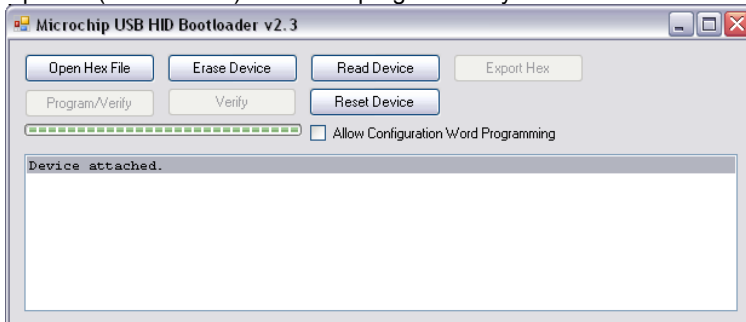 Microchip USB HID Bootloader v2.3
Open Hex File Erase Device Read Device Export Hex
Program/Verify Verify Reset Device
Allow Configuration Word Programming
Device attached.